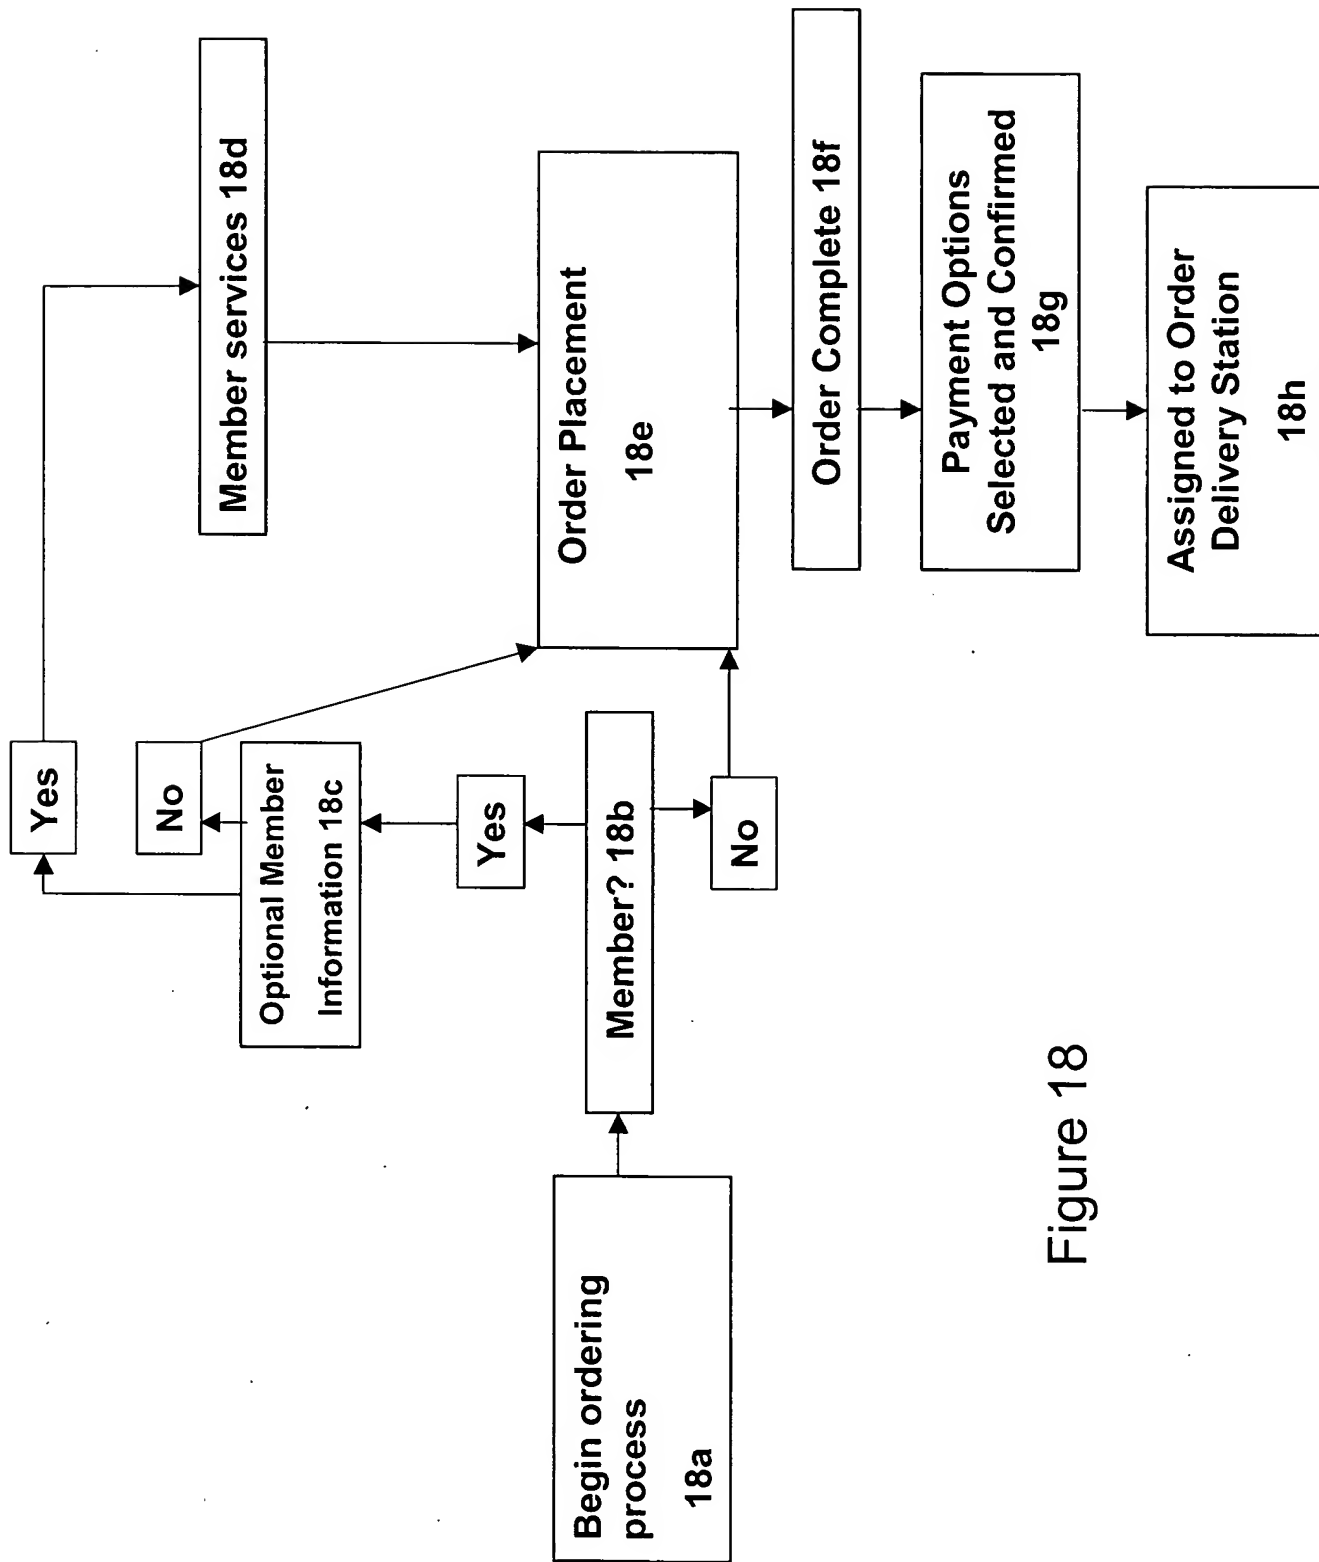 Begin ordering
process
18a
Member? 18b
Yes
No
Optional Member
Information 18c
Yes
No
Member services 18d
Order Placement
18e
Order Complete 18f
Payment Options
Selected and Confirmed
18g
Assigned to Order
Delivery Station
18h
Figure 18